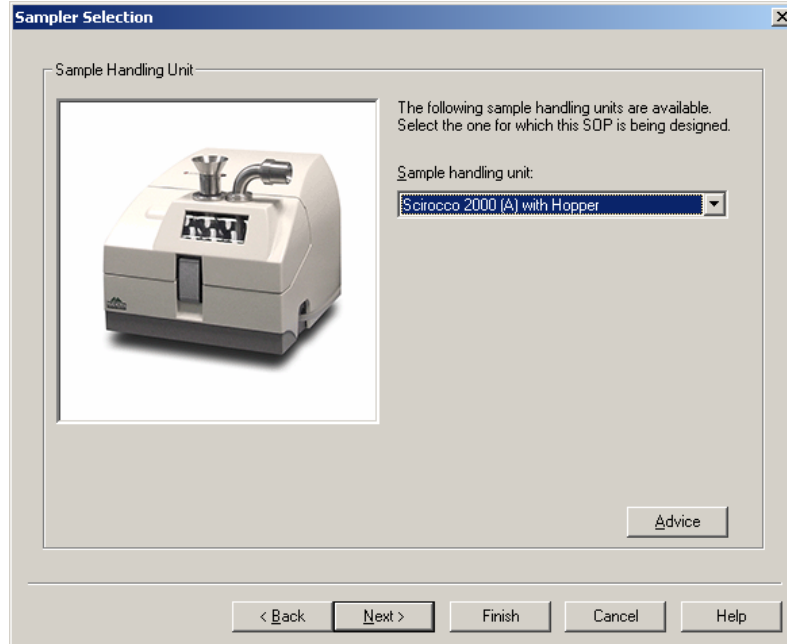 Sampler Selection
Sample Handling Unit
The following sample handling units are available.
Select the one for which this SOP is being designed.
Sample handling unit:
Scirocco 2000 (A) with Hopper
Advice
< Back
Next >
Finish
Cancel
Help